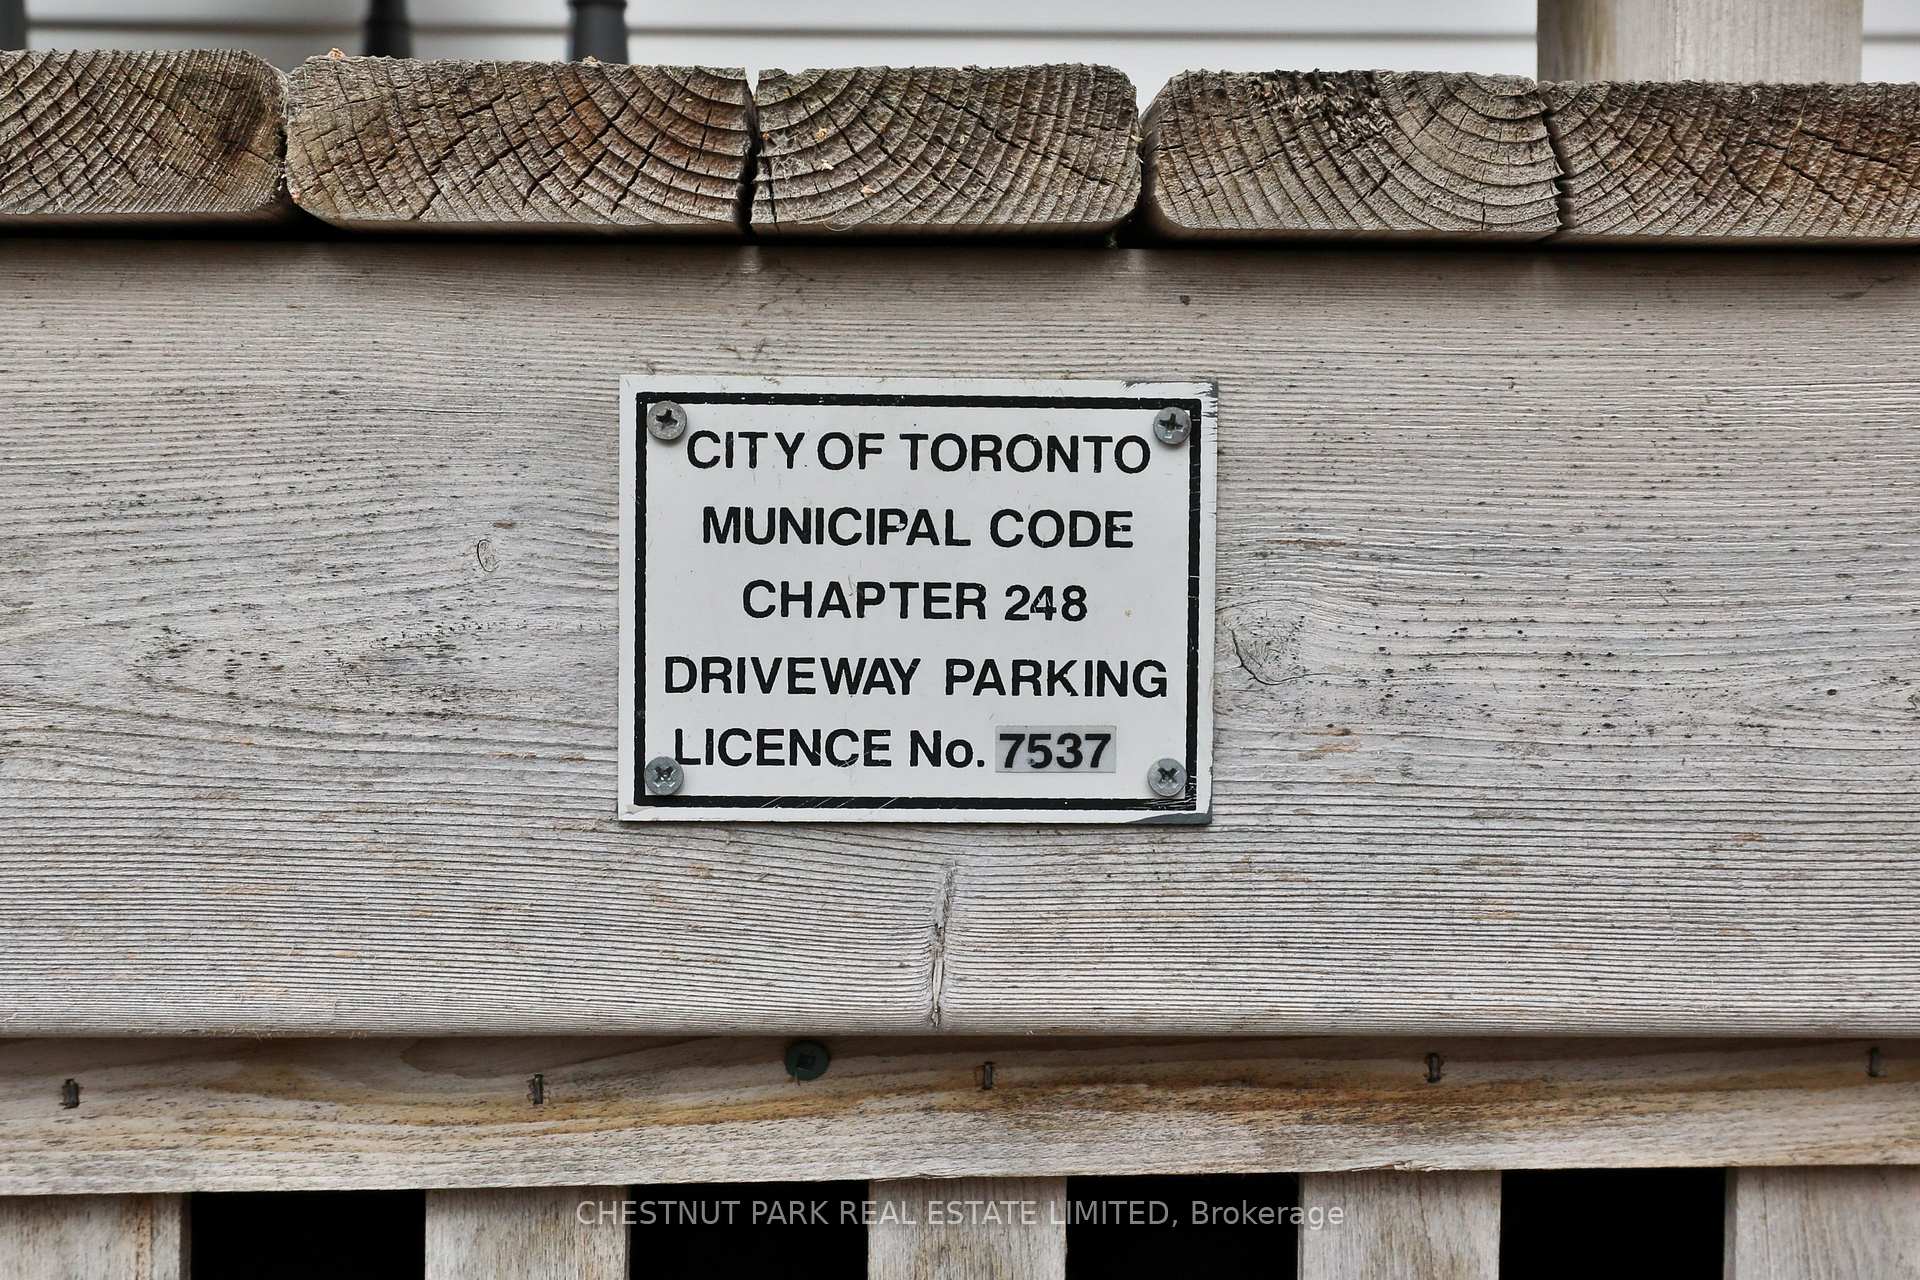 CITY OF TORONTO
MUNICIPAL CODE
CHAPTER 248
DRIVEWAY PARKING
LICENCE No. 7537
CHESTNUT PARK REAL ESTATE LIMITED, Brokerage